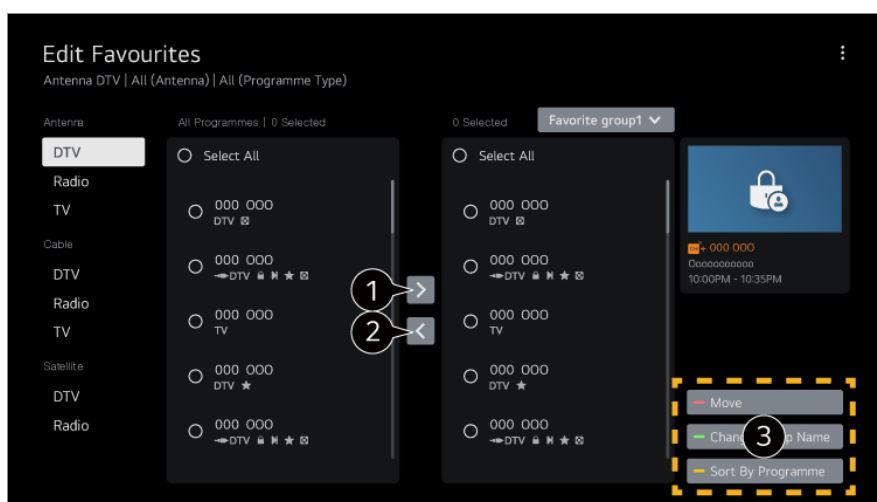 Edit Favourites
Antenna DTV | All (Antenna) | All (Programme Type)
Antenna
DTV
Radio
TV
Cable
DTV
Radio
TV
Satellite
DTV
Radio
All Programmes | 0 Selected
Select All
000 000
DTV
000 000
DTV
000 000
TV
000 000
DTV
000 000
DTV
1
2
0 Selected
Favorite group1
Select All
000 000
DTV
000 000
DTV
000 000
TV
000 000
DTV
000 000
DTV
CH+ 000 000
Oooooooooo
10:00PM - 10:35PM
Move
3
Name
Sort By Programme